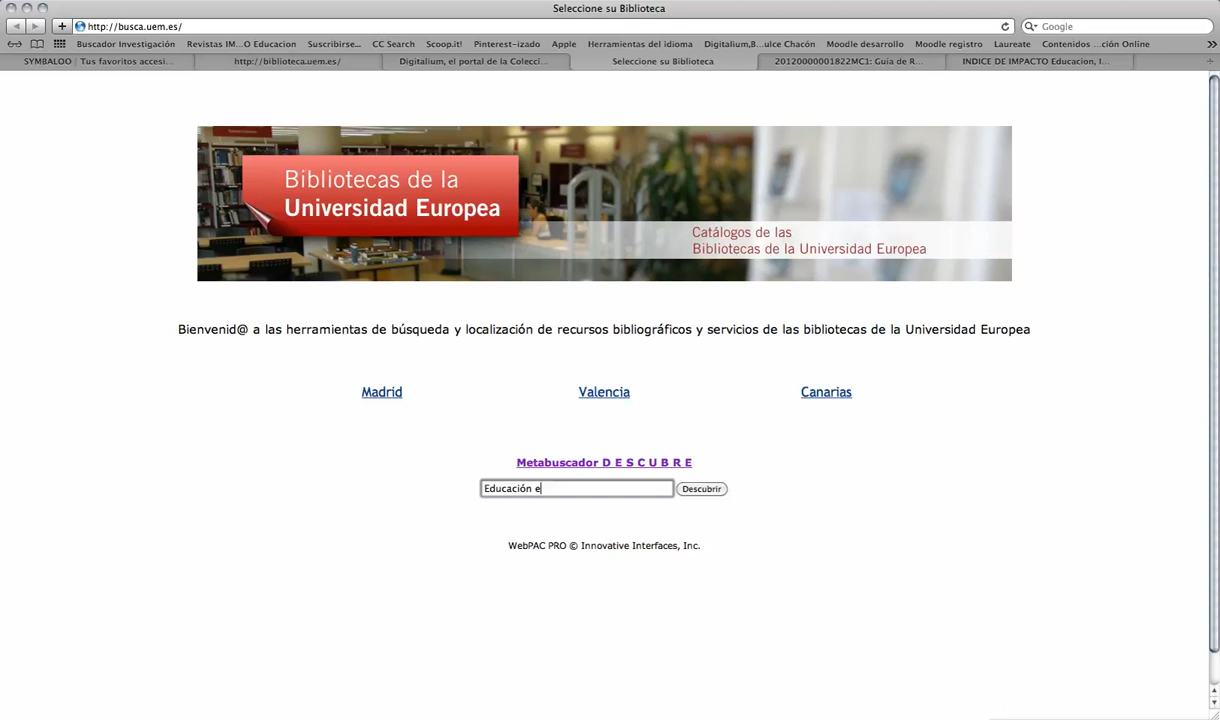 Seleccione su Biblioteca
http://busca.uem.es/
Google
Buscador Investigación
Revistas IM...O Educacion
Suscribirse...
CC Search
Scoop.it!
Pinterest-izado
Apple
Herramientas del idioma
Digitalium,B...ulce Chacón
Moodle desarrollo
Moodle registro
Laureate
Contenidos ...ción Online
SYMBALOO | Tus favoritos accesi...
http://biblioteca.uem.es/
Digitalium, el portal de la Colecci...
Seleccione su Biblioteca
20120000001822MC1: Guia de R...
INDICE DE IMPACTO Educacion, I...
Bibliotecas de la
Universidad Europea
Catálogos de las
Bibliotecas de la Universidad Europea
Bienvenid@ a las herramientas de búsqueda y localización de recursos bibliográficos y servicios de las bibliotecas de la Universidad Europea
Madrid
Valencia
Canarias
Metabuscador D E S C U B R E
Educación e
Descubrir
WebPAC PRO © Innovative Interfaces, Inc.